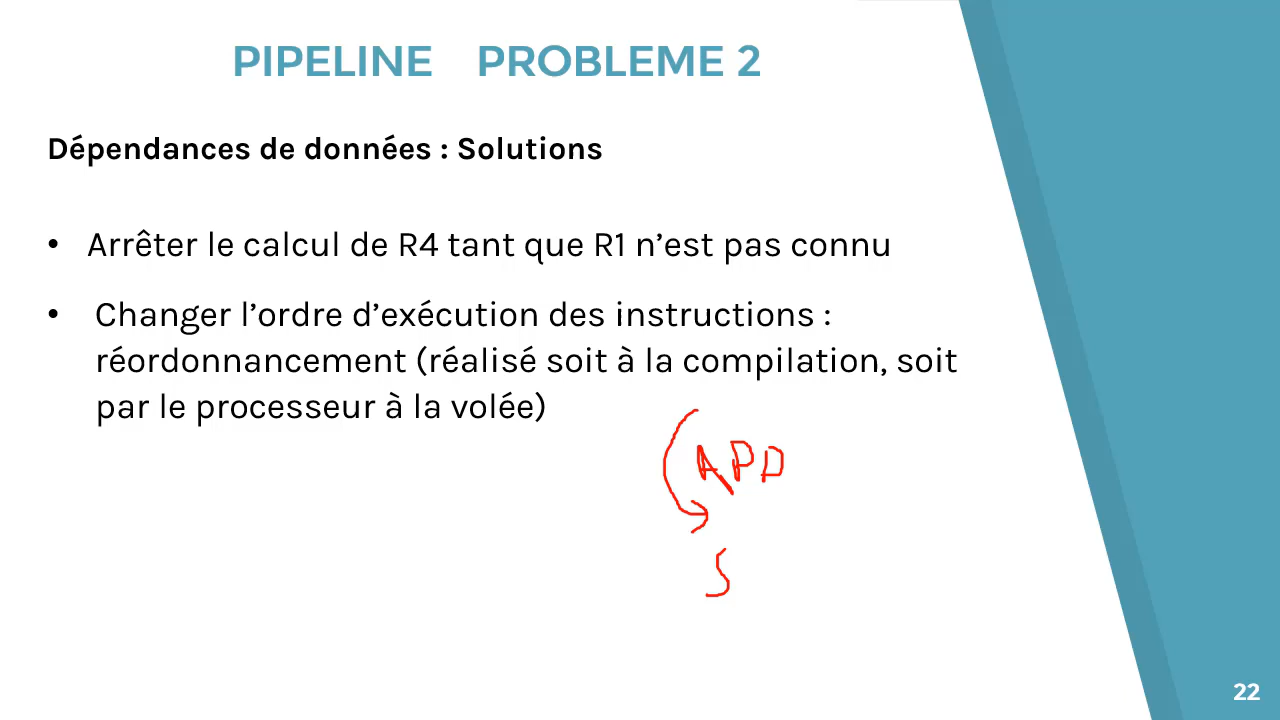 PIPELINE PROBLEME 2
Dépendances de données : Solutions
• Arrêter le calcul de R4 tant que R1 n’est pas connu
• Changer l’ordre d’exécution des instructions :
réordonnancement (réalisé soit à la compilation, soit
par le processeur à la volée)
S
22